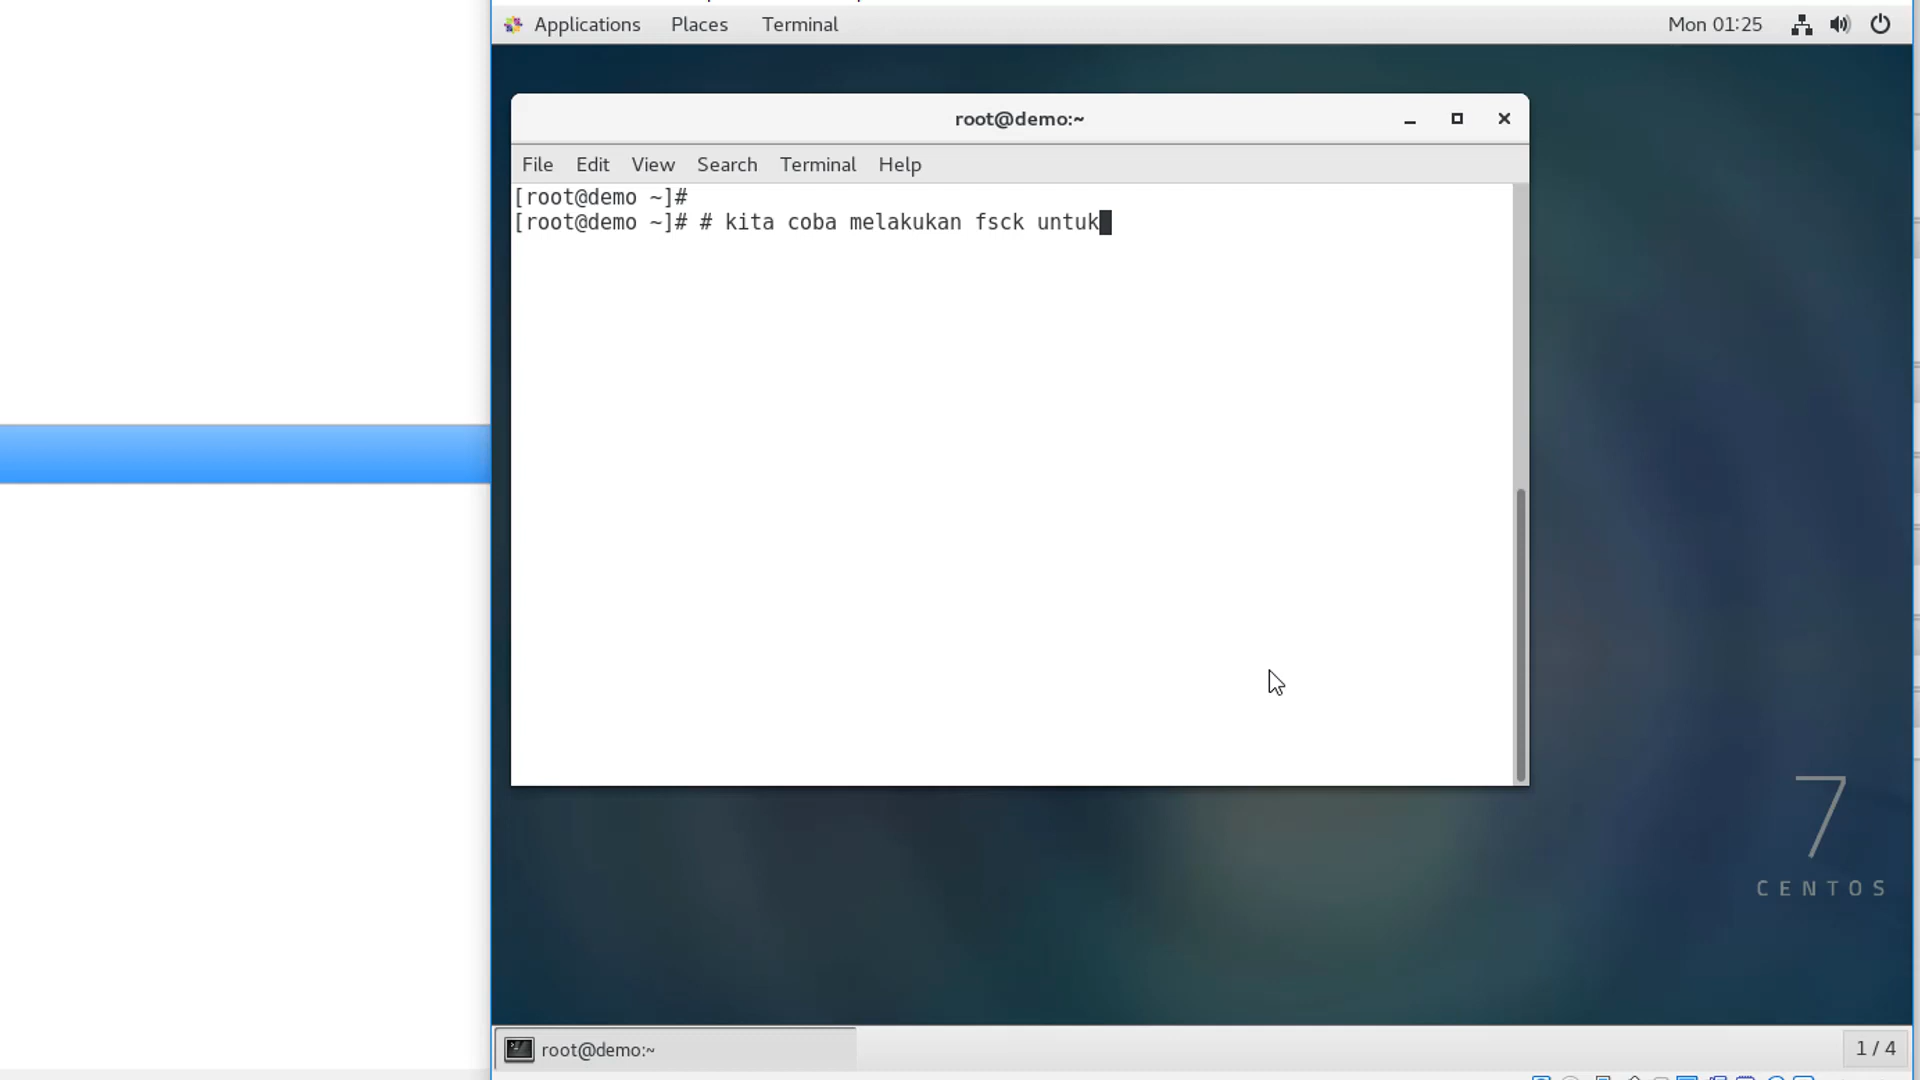 Applications Places Terminal Mon 01:25
root@demo:~
File Edit View Search Terminal Help
[root@demo ~]#
[root@demo ~]# # kita coba melakukan fsck untuk
7
CENTOS
root@demo:~ 1 / 4